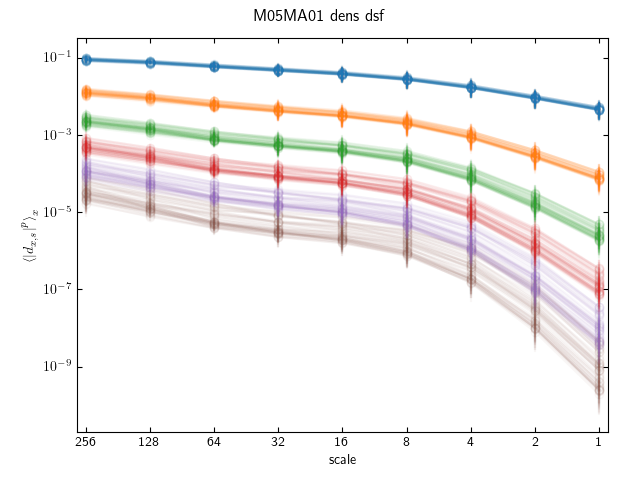 M05MA01 dens dsf
⟨|d_{x,s}|^p⟩_x
10^{-1}
10^{-3}
10^{-5}
10^{-7}
10^{-9}
256 128 64 32 16 8 4 2 1
scale